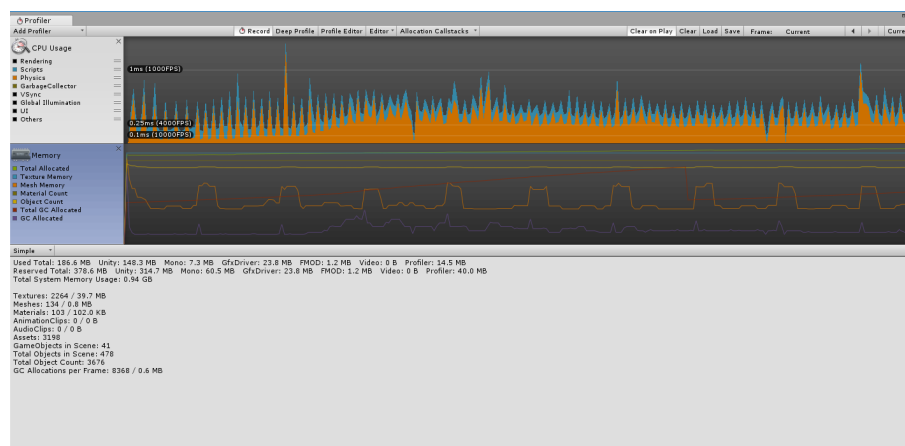 Profiler
Add Profiler
Record Deep Profile Profile Editor Editor Allocation Callstacks
Clear on Play Clear Load Save Frame: Current
Curre
CPU Usage
Rendering
Scripts
Physics
GarbageCollector
VSync
Global Illumination
UI
Others
1ms (1000FPS)
0.25ms (4000FPS)
0.1ms (10000FPS)
Memory
Total Allocated
Texture Memory
Mesh Memory
Material Count
Object Count
Total GC Allocated
GC Allocated
Simple
Used Total: 186.6 MB Unity: 148.3 MB Mono: 7.3 MB GfxDriver: 23.8 MB FMOD: 1.2 MB Video: 0 B Profiler: 14.5 MB
Reserved Total: 378.6 MB Unity: 314.7 MB Mono: 60.5 MB GfxDriver: 23.8 MB FMOD: 1.2 MB Video: 0 B Profiler: 40.0 MB
Total System Memory Usage: 0.94 GB
Textures: 2264 / 39.7 MB
Meshes: 134 / 0.8 MB
Materials: 103 / 102.0 KB
AnimationClips: 0 / 0 B
AudioClips: 0 / 0 B
Assets: 3198
GameObjects in Scene: 41
Total Objects in Scene: 478
Total Object Count: 3676
GC Allocations per Frame: 8368 / 0.6 MB